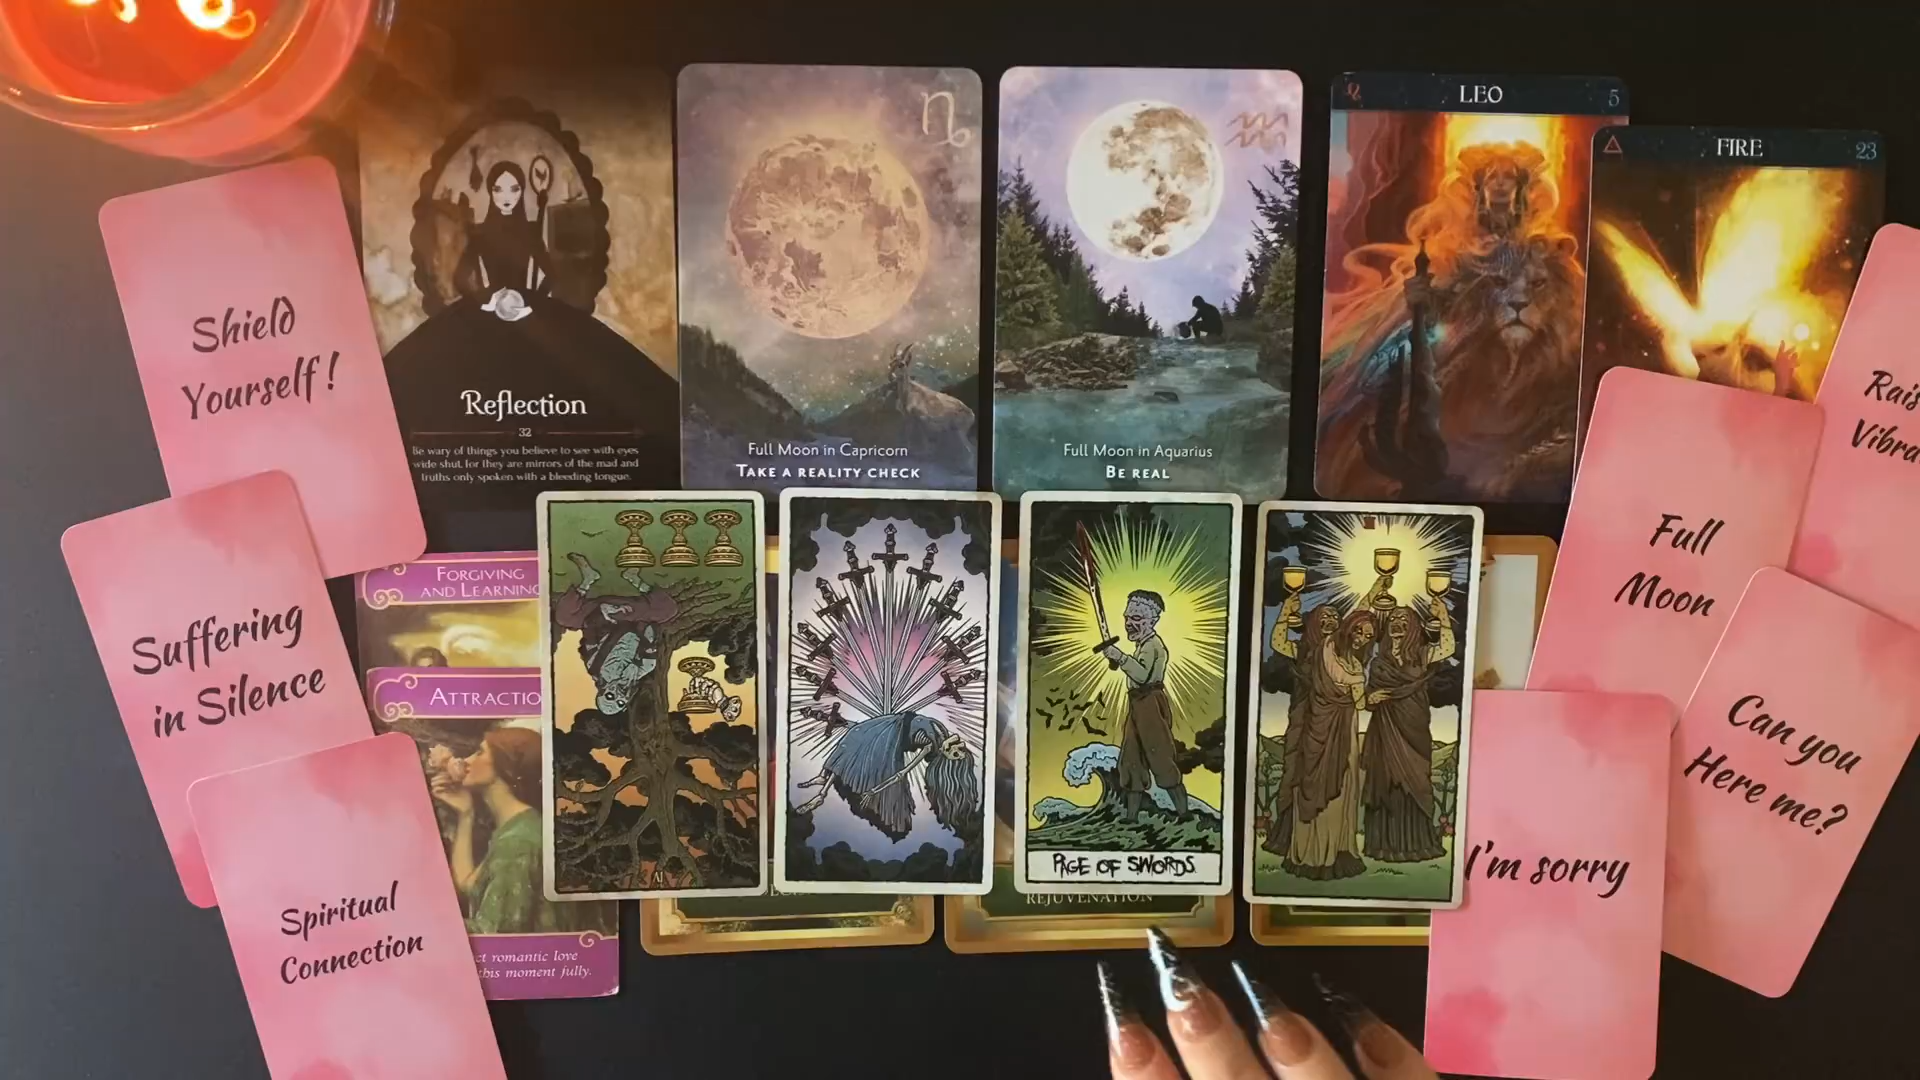 Shield
Yourself!
Reflection
32
Be wary of things you believe to see with eyes
wide shut, for they are mirrors of the mad and
truths only spoken with a bleeding tongue.
Full Moon in Capricorn
TAKE A REALITY CHECK
Full Moon in Aquarius
BE REAL
LEO
5
FIRE
23
Full
Moon
Suffering
in Silence
FORGIVING
AND LEARNING
Can you
Here me?
I'm sorry
PAGE OF SWORDS
REJUVENATION
Spiritual
Connection
romantic love
this moment fully.